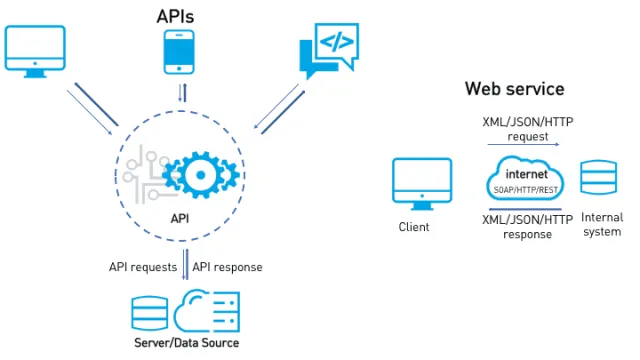 APIs
</>
API
API requests
API response
Server/Data Source
Web service
XML/JSON/HTTP
request
internet
SOAP/HTTP/REST
Client
XML/JSON/HTTP
response
Internal
system